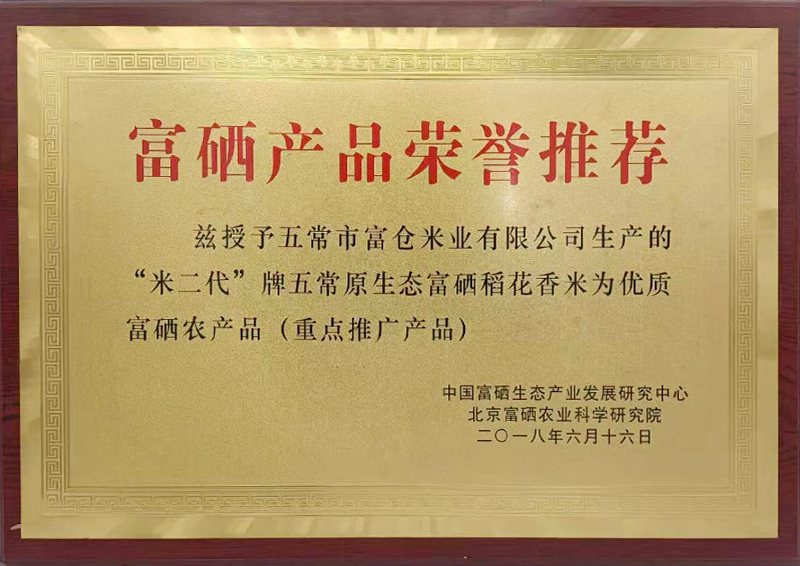 富硒产品荣誉推荐
兹授予五常市富仓米业有限公司生产的
“米二代”牌五常原生态富硒稻花香米为优质
富硒农产品（重点推广产品）
中国富硒生态产业发展研究中心
北京富硒农业科学研究院
二〇一八年六月十六日